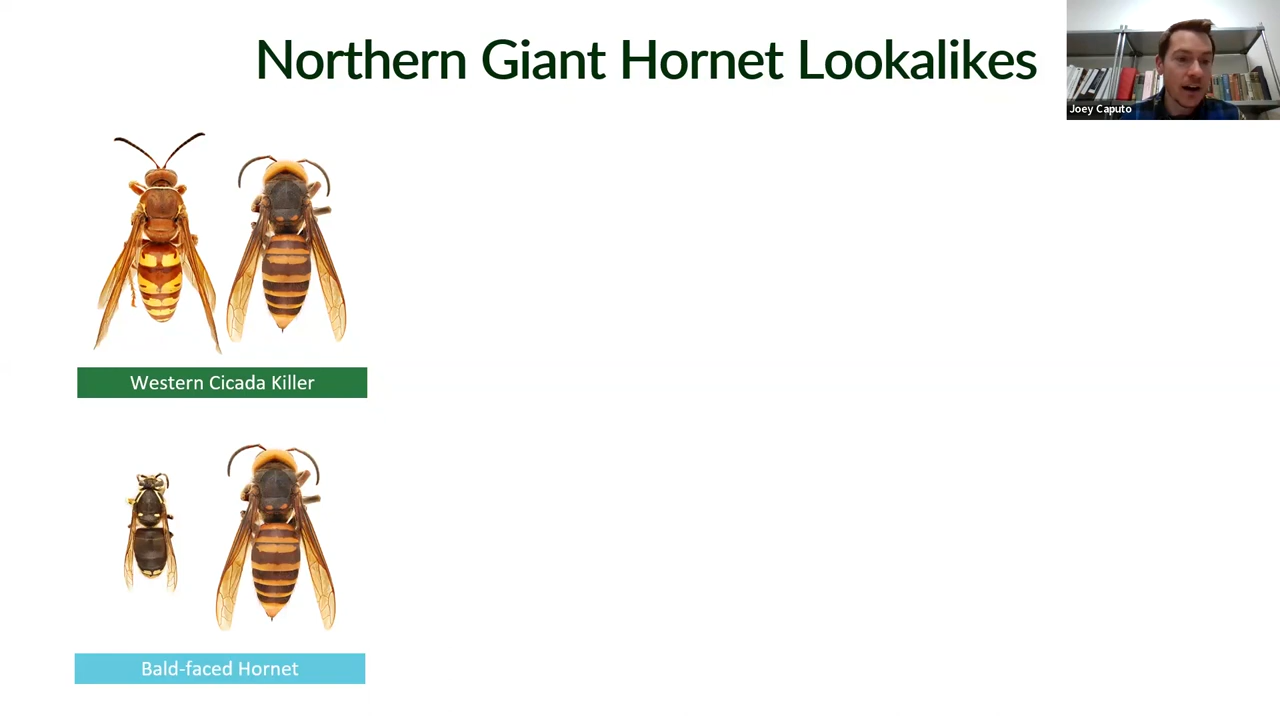 Northern Giant Hornet Lookalikes
Joey Caputo
Western Cicada Killer
Bald-faced Hornet